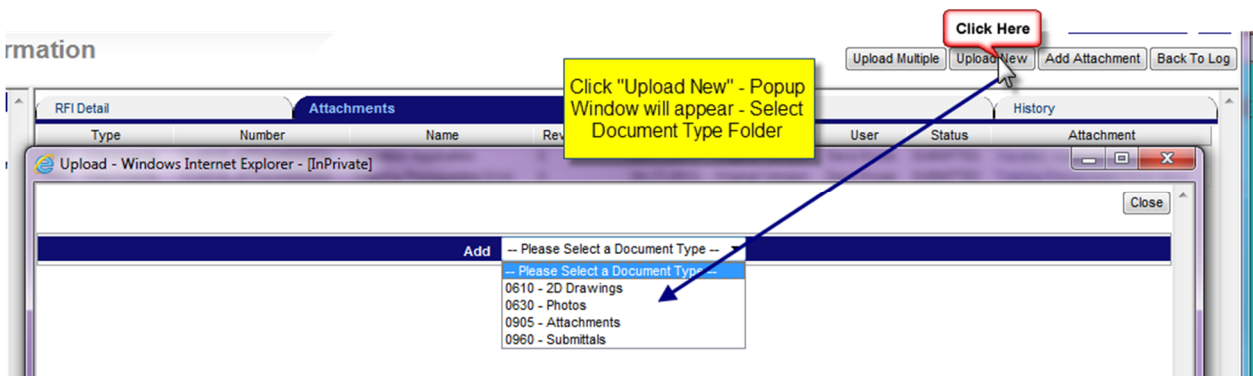 Click Here
rmation
Upload Multiple Upload New Add Attachment Back To Log
Click "Upload New" - Popup
Window will appear - Select
Document Type Folder
RFI Detail Attachments History
Type Number Name Rev User Status Attachment
Upload - Windows Internet Explorer - [InPrivate]
Close
Add -- Please Select a Document Type --
-- Please Select a Document Type --
0610 - 2D Drawings
0630 - Photos
0905 - Attachments
0960 - Submittals